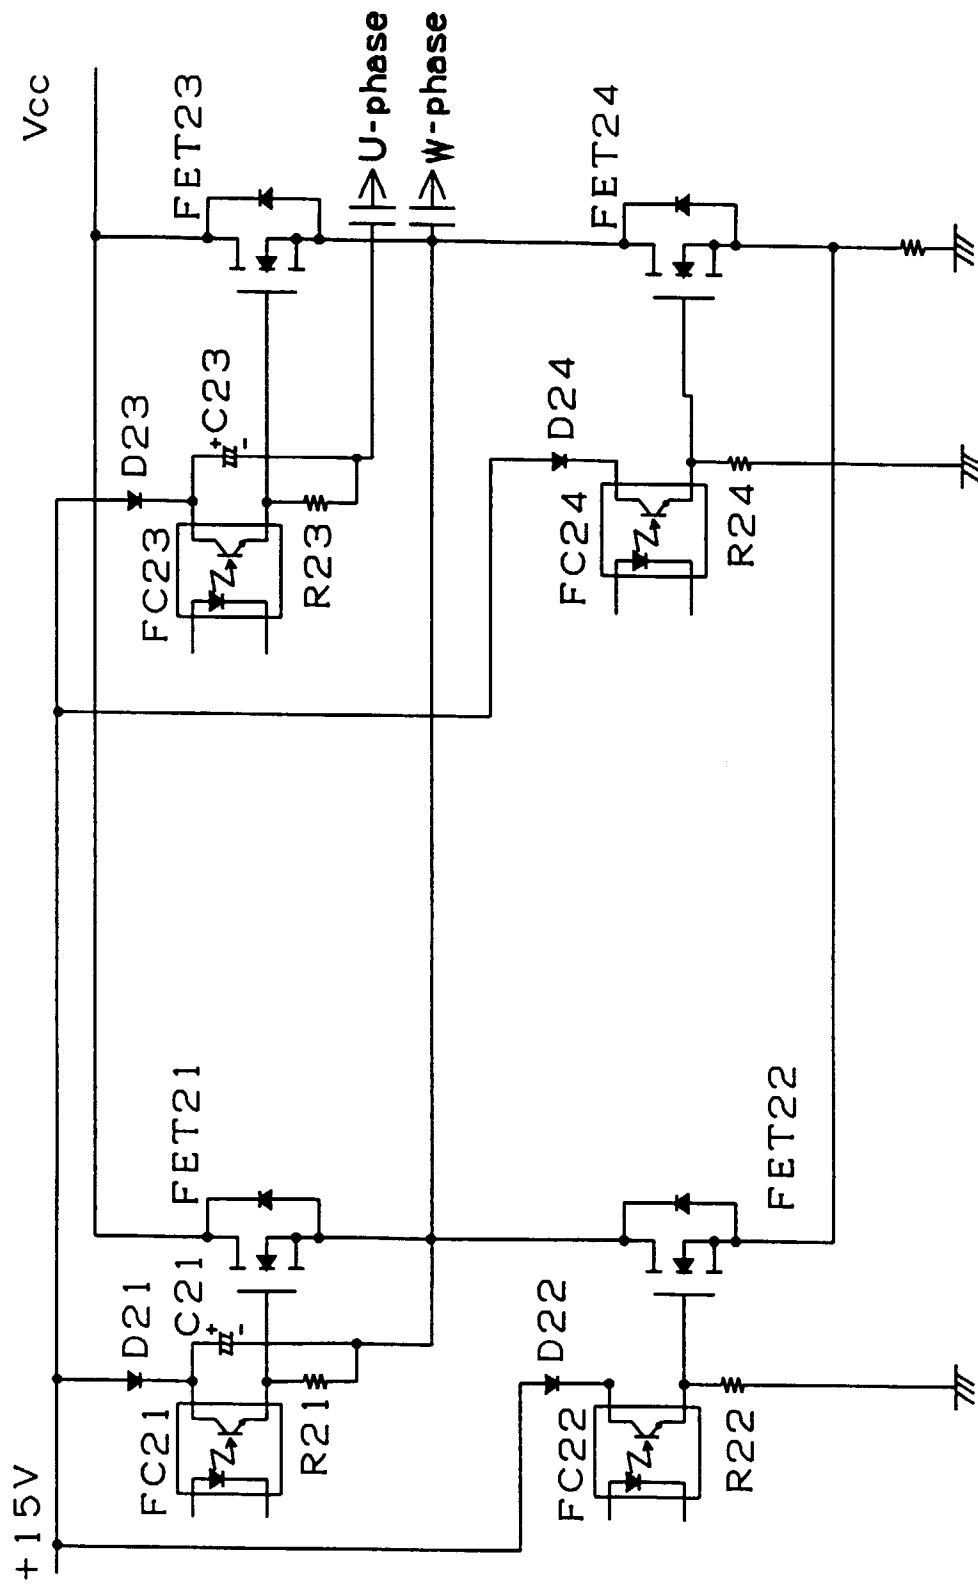 +15V
Vcc
D21
C21
FET21
FC21
R21
D23
C23
FET23
FC23
R23
U-phase
W-phase
D22
FC22
R22
FET22
D24
FC24
R24
FET24
+
-
+
-